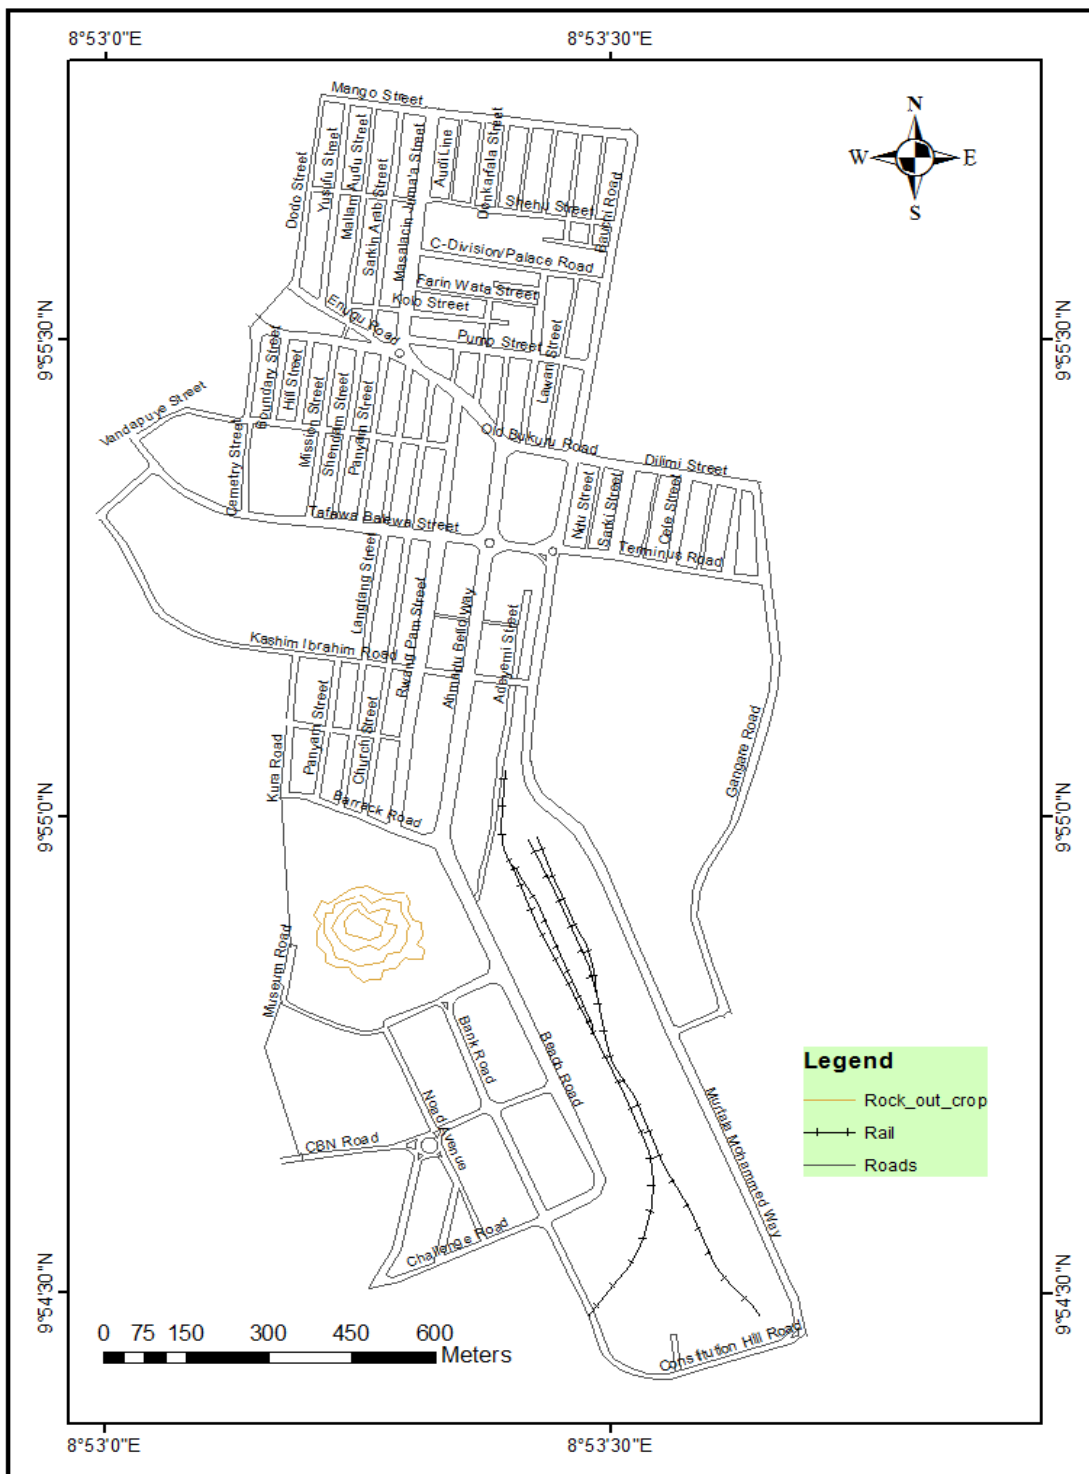 8°53'0"E
8°53'30"E
N
W
E
S
Mango Street
Dodo Street
Yusufu Street
Mallam Audu Street
Sarkin Arab Street
Masalacin Juma'a Street
Audi Line
Donkarfala Street
Shehu Street
Bauchi Road
C-Division/Palace Road
Farin Wata Street
Kolo Street
Enugu Road
Pump Street
9°55'30"N
9°55'30"N
Boundary Street
Hill Street
Mission Street
Shendam Street
Panyam Street
Lawan Street
Vandapuye Street
Cemetry Street
Old Bukuru Road
Dilimi Street
Tafawa Balewa Street
Ndu Street
Sarki Street
Cele Street
Terminus Road
Langtang Street
Rwang Pam Street
Ahmadu Bello Way
Adeyemi Street
Kashim Ibrahim Road
Panyam Street
Church Street
Kura Road
Gangare Road
Barrack Road
9°55'0"N
9°55'0"N
Museum Road
Bank Road
Beach Road
Noad Avenue
CBN Road
Murtala Mohammed Way
Challenge Road
Legend
Rock_out_crop
Rail
Roads
9°54'30"N
9°54'30"N
0 75 150 300 450 600
Meters
Constitution Hill Road
8°53'0"E
8°53'30"E